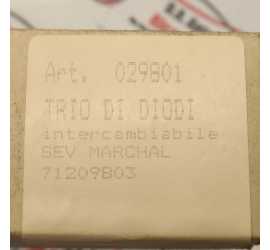 Art. 029801
TRIO DI DIODI
intercambiabile
SEV MARCHAL
71209803